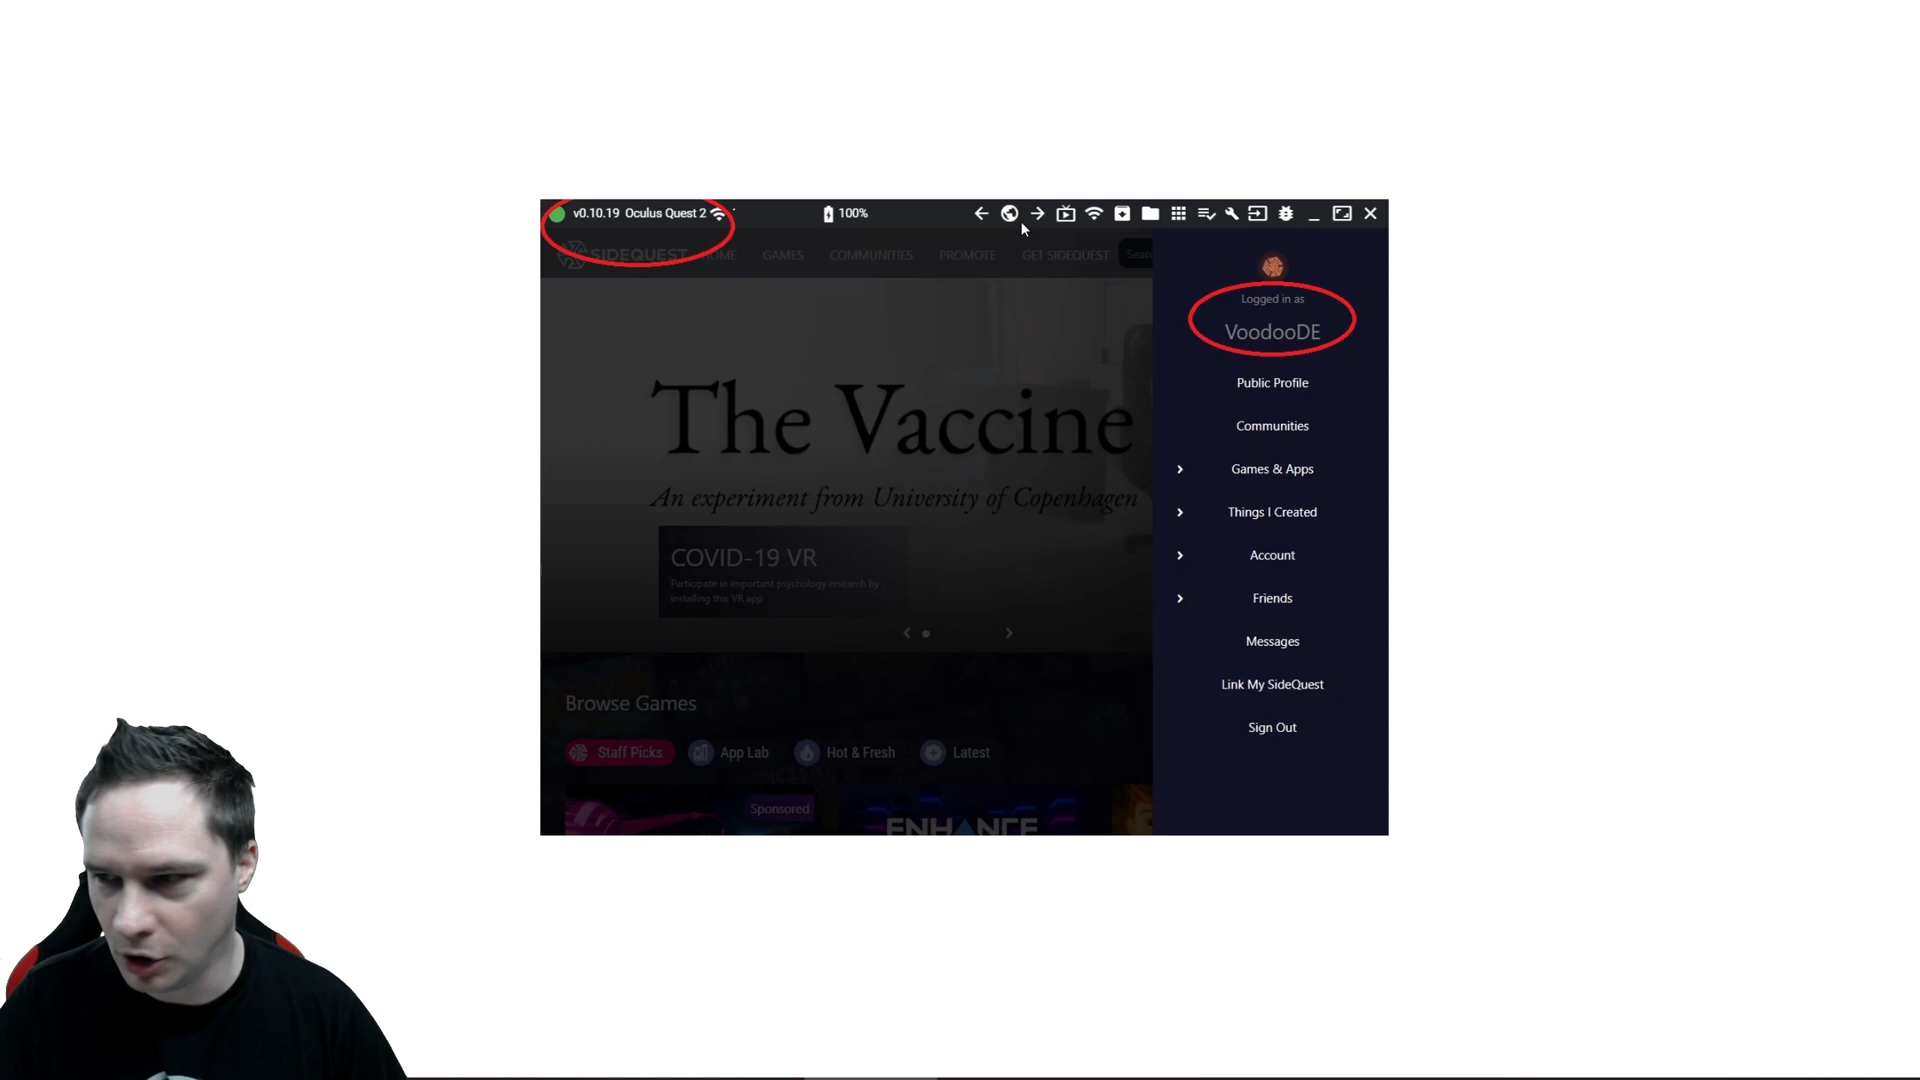 v0.10.19 Oculus Quest 2
100%
SIDEQUEST
HOME
GAMES
COMMUNITIES
PROMOTE
GET SIDEQUEST
Logged in as
VoodooDE
Public Profile
Communities
Games & Apps
Things I Created
Account
Friends
Messages
Link My SideQuest
Sign Out
The Vaccine
An experiment from University of Copenhagen
COVID-19 VR
Participate in important psychology research by
installing this VR app
Browse Games
Staff Picks
App Lab
Hot & Fresh
Latest
Sponsored
ENHANCE